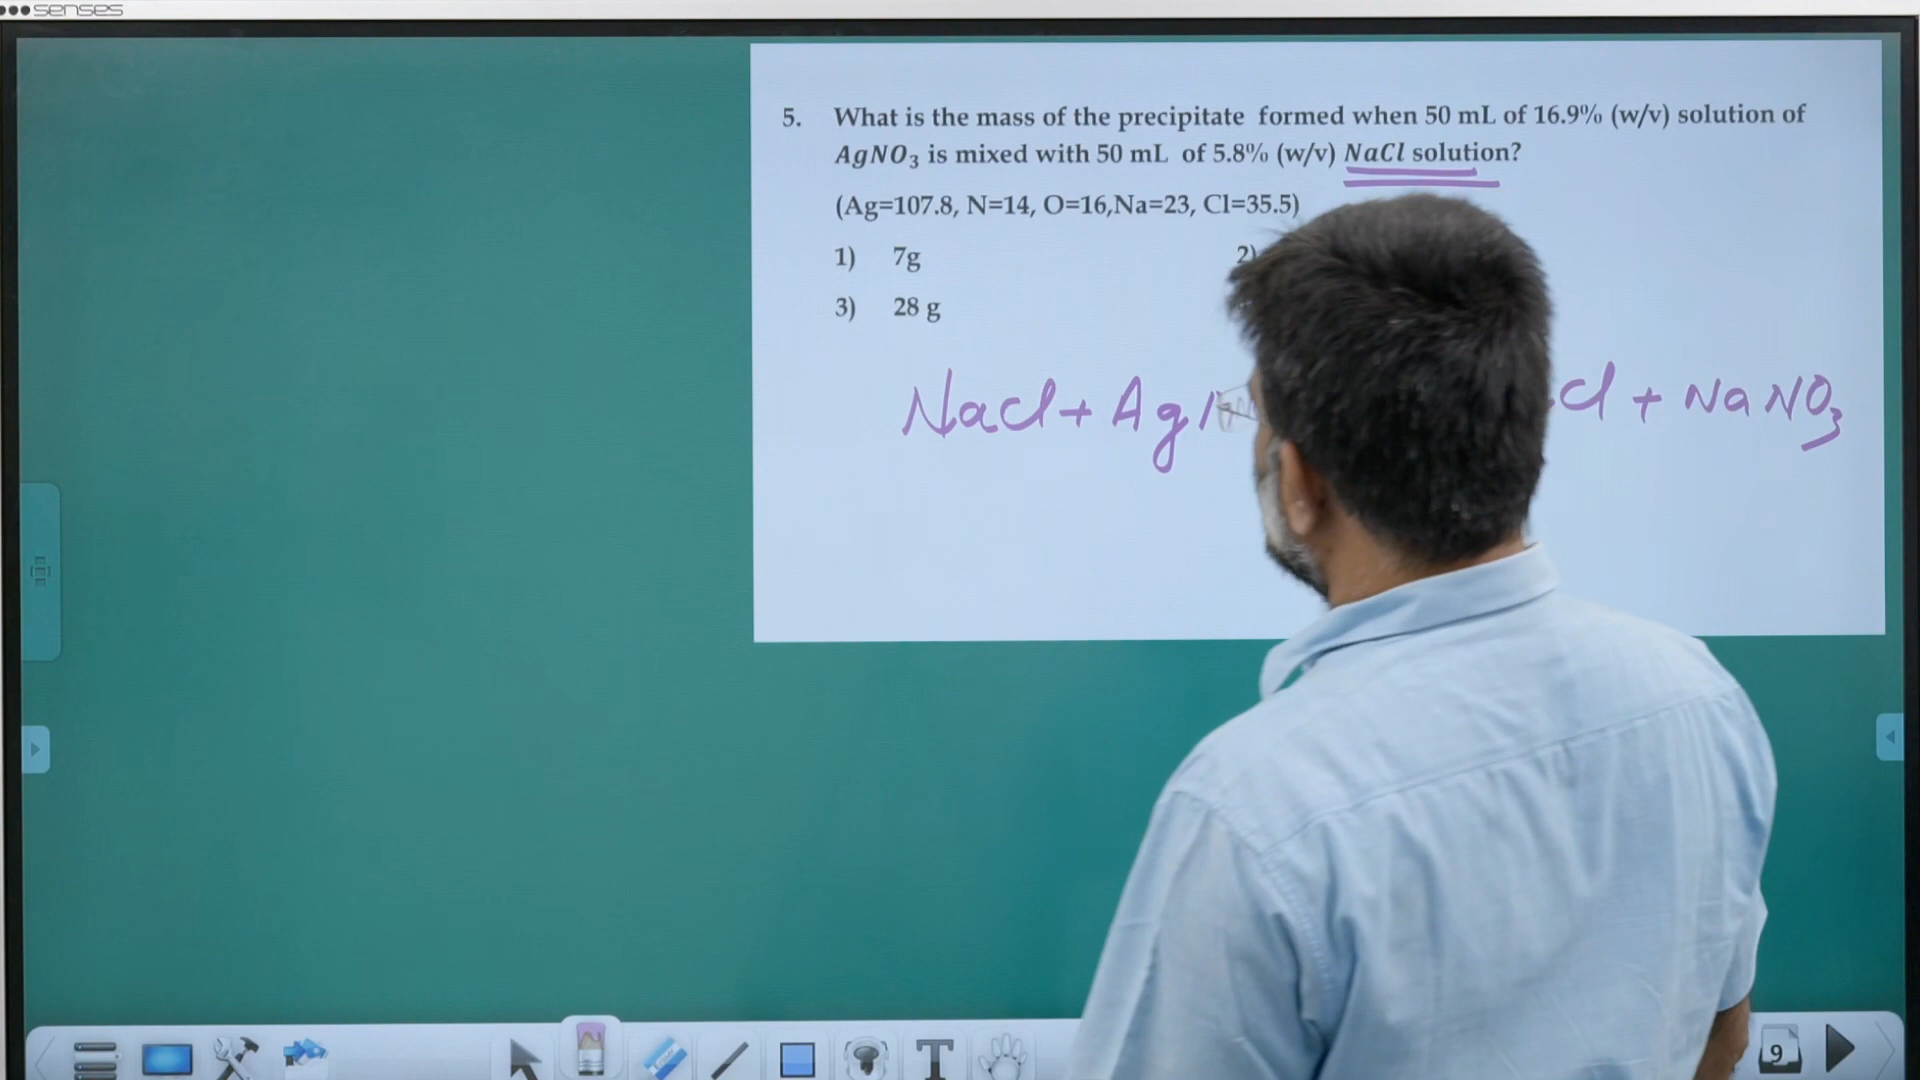 senses
5. What is the mass of the precipitate formed when 50 mL of 16.9% (w/v) solution of
AgNO3 is mixed with 50 mL of 5.8% (w/v) NaCl solution?
(Ag=107.8, N=14, O=16,Na=23, Cl=35.5)
1) 7g 2)
3) 28 g
NaCl + Ag Cl + NaNO3
T 9